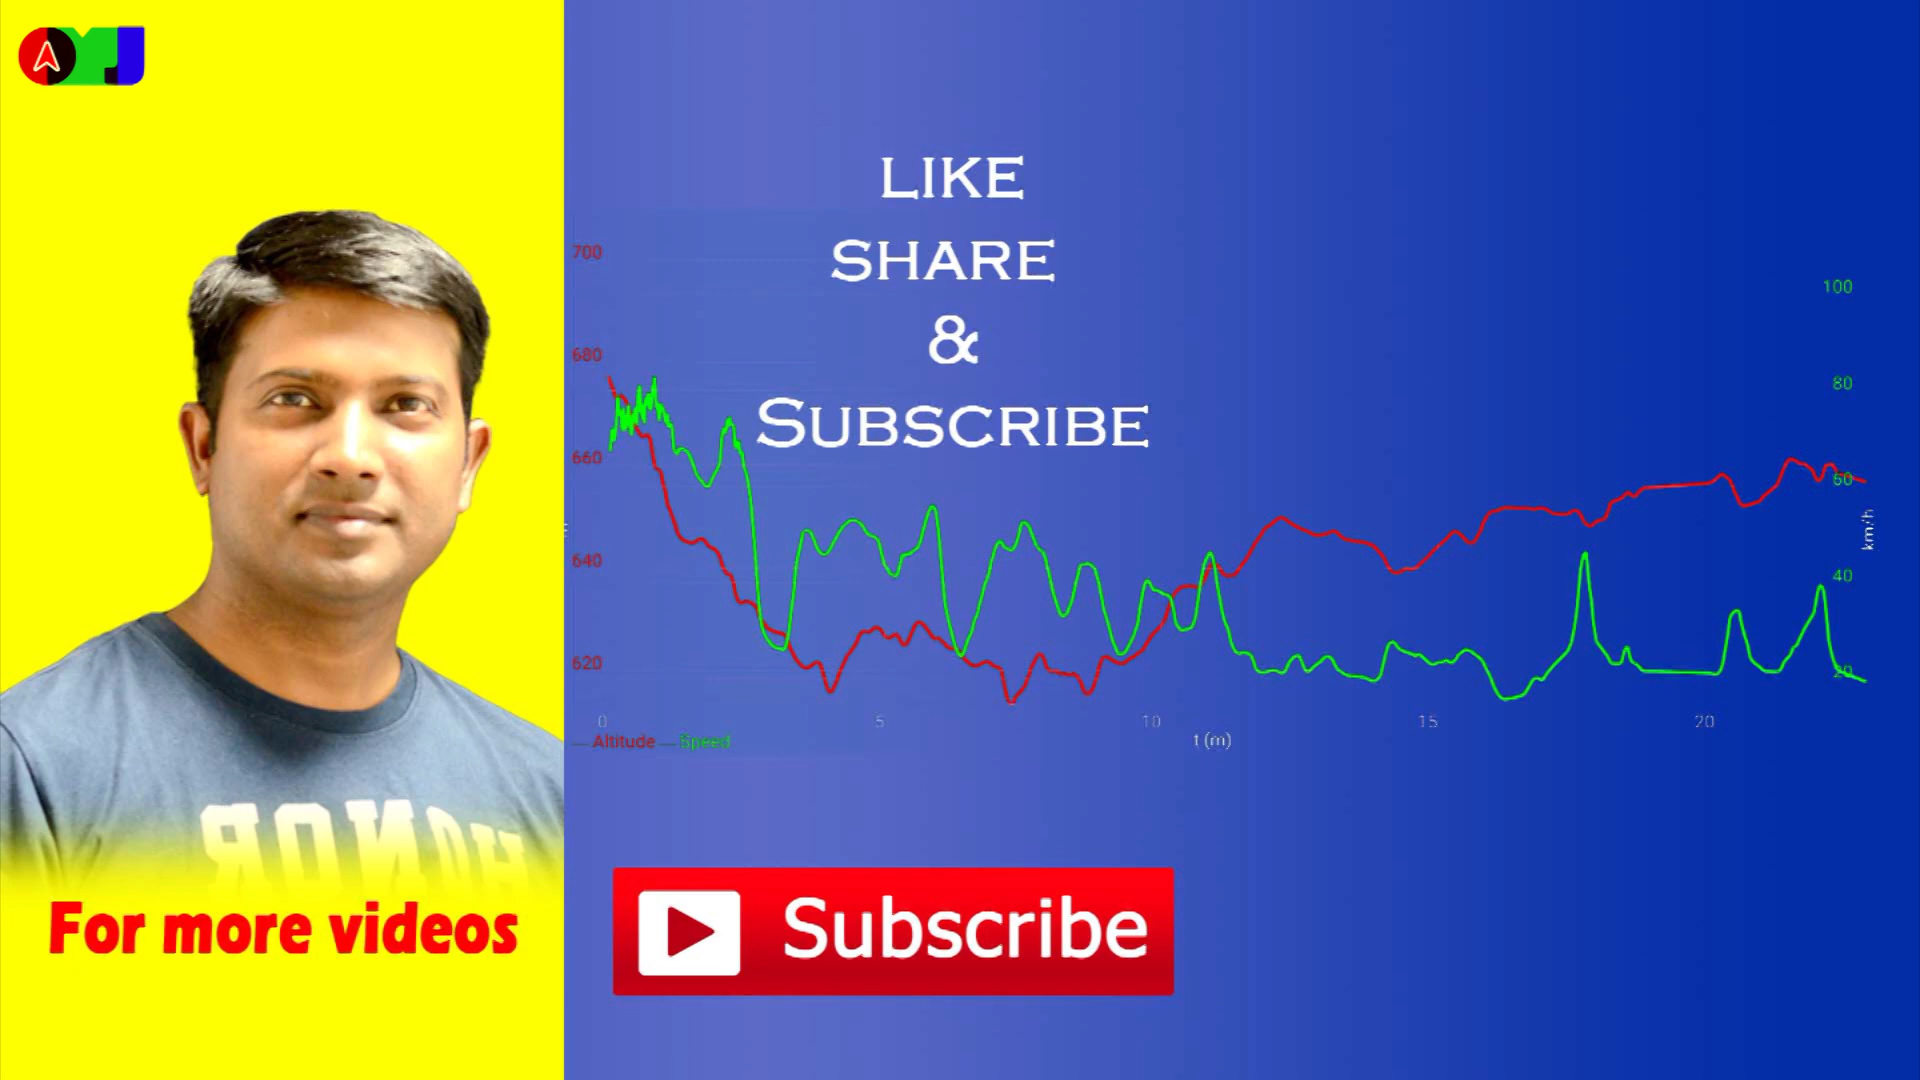 LIKE
SHARE
&
SUBSCRIBE
700
680
660
640
620
100
80
60
40
20
km/h
0 5 10 15 20
t (m)
Altitude Speed
HONOR
For more videos
Subscribe